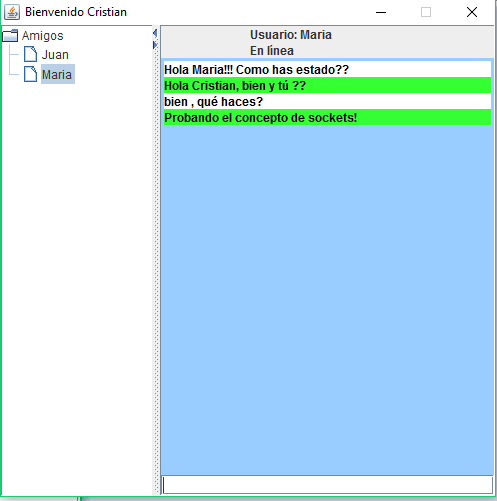 Bienvenido Cristian
Amigos
Juan
Maria
Usuario: Maria
En línea
Hola Maria!!! Como has estado??
Hola Cristian, bien y tú ??
bien , qué haces?
Probando el concepto de sockets!